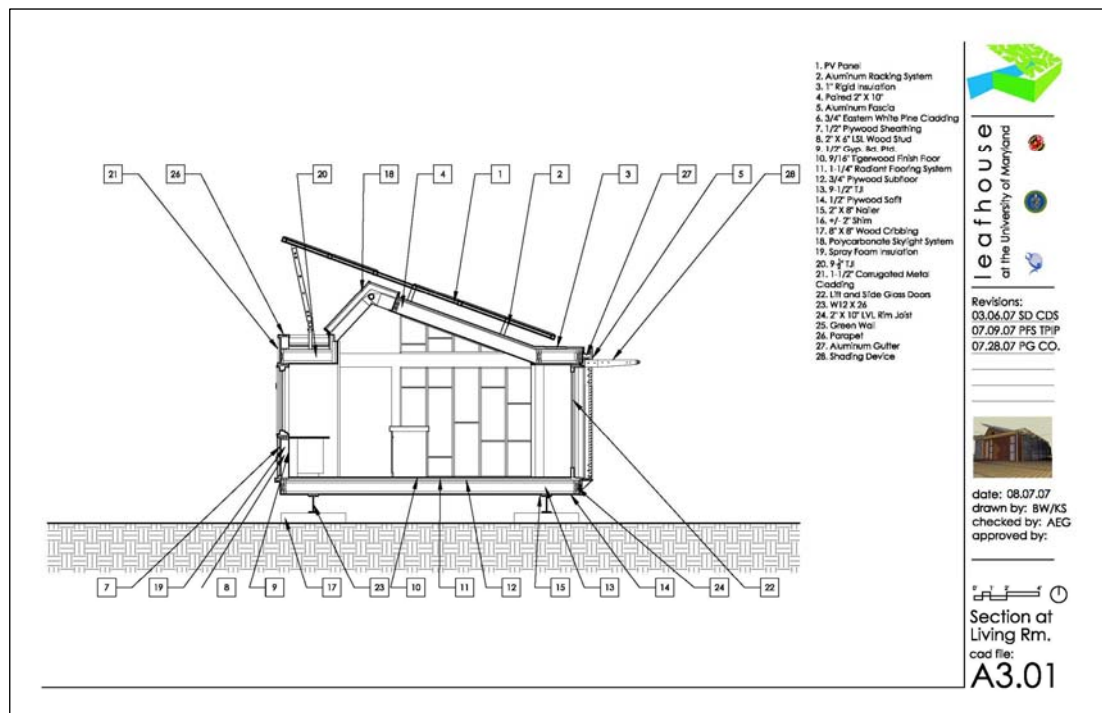 1. PV Panel
2. Aluminum Racking System
3. 1" Rigid Insulation
4. Paired 2" X 10"
5. Aluminum Fascia
6. 3/4" Eastern White Pine Cladding
7. 1/2" Plywood Sheathing
8. 2" X 6" LSL Wood Stud
9. 1/2" Gyp. Bd. Ptd.
10. 9/16" Tigerwood Finish Floor
11. 1-1/4" Radiant Flooring System
12. 3/4" Plywood Subfloor
13. 9-1/2" TJI
14. 1/2" Plywood Sofit
15. 2" X 8" Nailer
16. +/- 2" Shim
17. 8" X 8" Wood Cribbing
18. Polycarbonate Skylight System
19. Spray Foam Insulation
20. 9½" TJI
21. 1-1/2" Corrugated Metal
Cladding
22. Lift and Slide Glass Doors
23. W12 X 26
24. 2" X 10" LVL Rim Joist
25. Green Wall
26. Parapet
27. Aluminum Gutter
28. Shading Device
21 26 20 18 4 1 2 3 27 5 28
7 19 8 9 17 23 10 11 12 15 13 14 24 22
leafhouse
at the University of Maryland
Revisions:
03.06.07 SD CDS
07.09.07 PFS TPIP
07.28.07 PG CO.
date: 08.07.07
drawn by: BW/KS
checked by: AEG
approved by:
0' 1' 2' 4'
Section at
Living Rm.
cad file:
A3.01